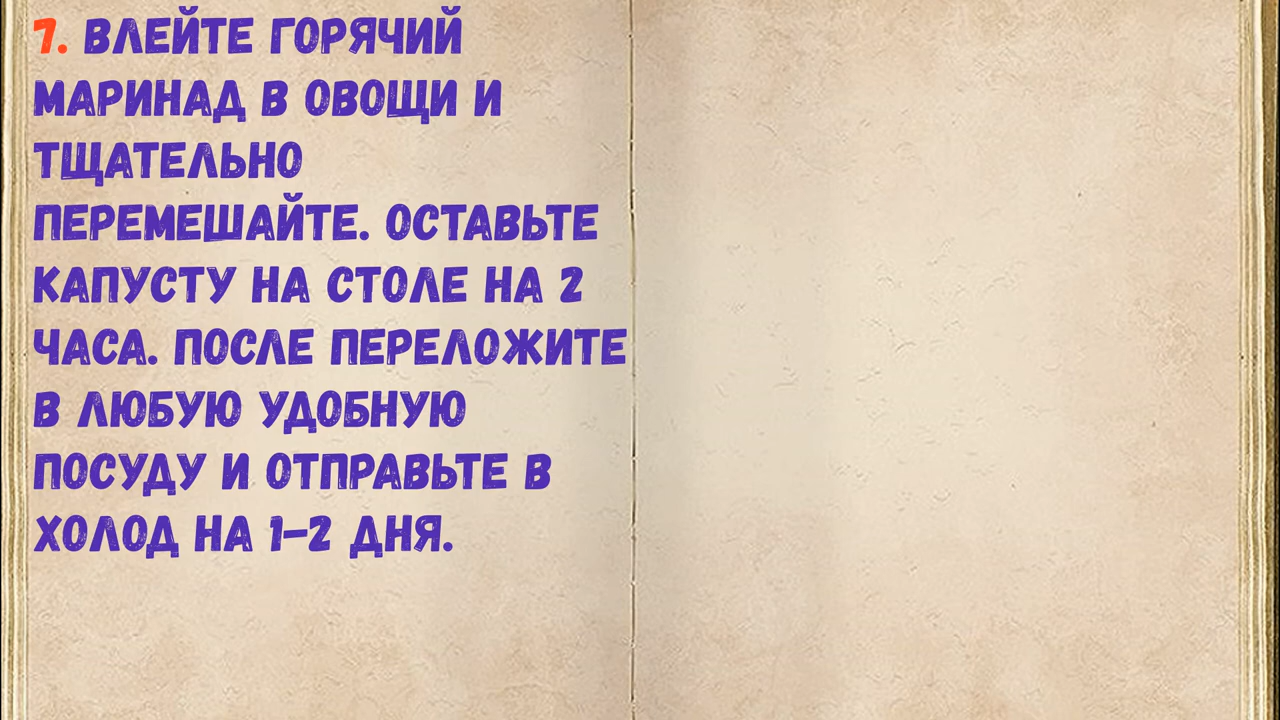 7. ВЛЕЙТЕ ГОРЯЧИЙ
МАРИНАД В ОВОЩИ И
ТЩАТЕЛЬНО
ПЕРЕМЕШАЙТЕ. ОСТАВЬТЕ
КАПУСТУ НА СТОЛЕ НА 2
ЧАСА. ПОСЛЕ ПЕРЕЛОЖИТЕ
В ЛЮБУЮ УДОБНУЮ
ПОСУДУ И ОТПРАВЬТЕ В
ХОЛОД НА 1-2 ДНЯ.